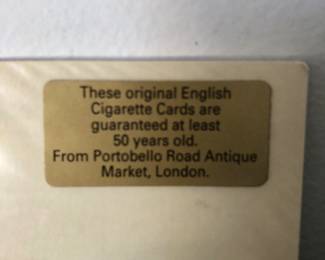 These original English
Cigarette Cards are
guaranteed at least
50 years old.
From Portobello Road Antique
Market, London.